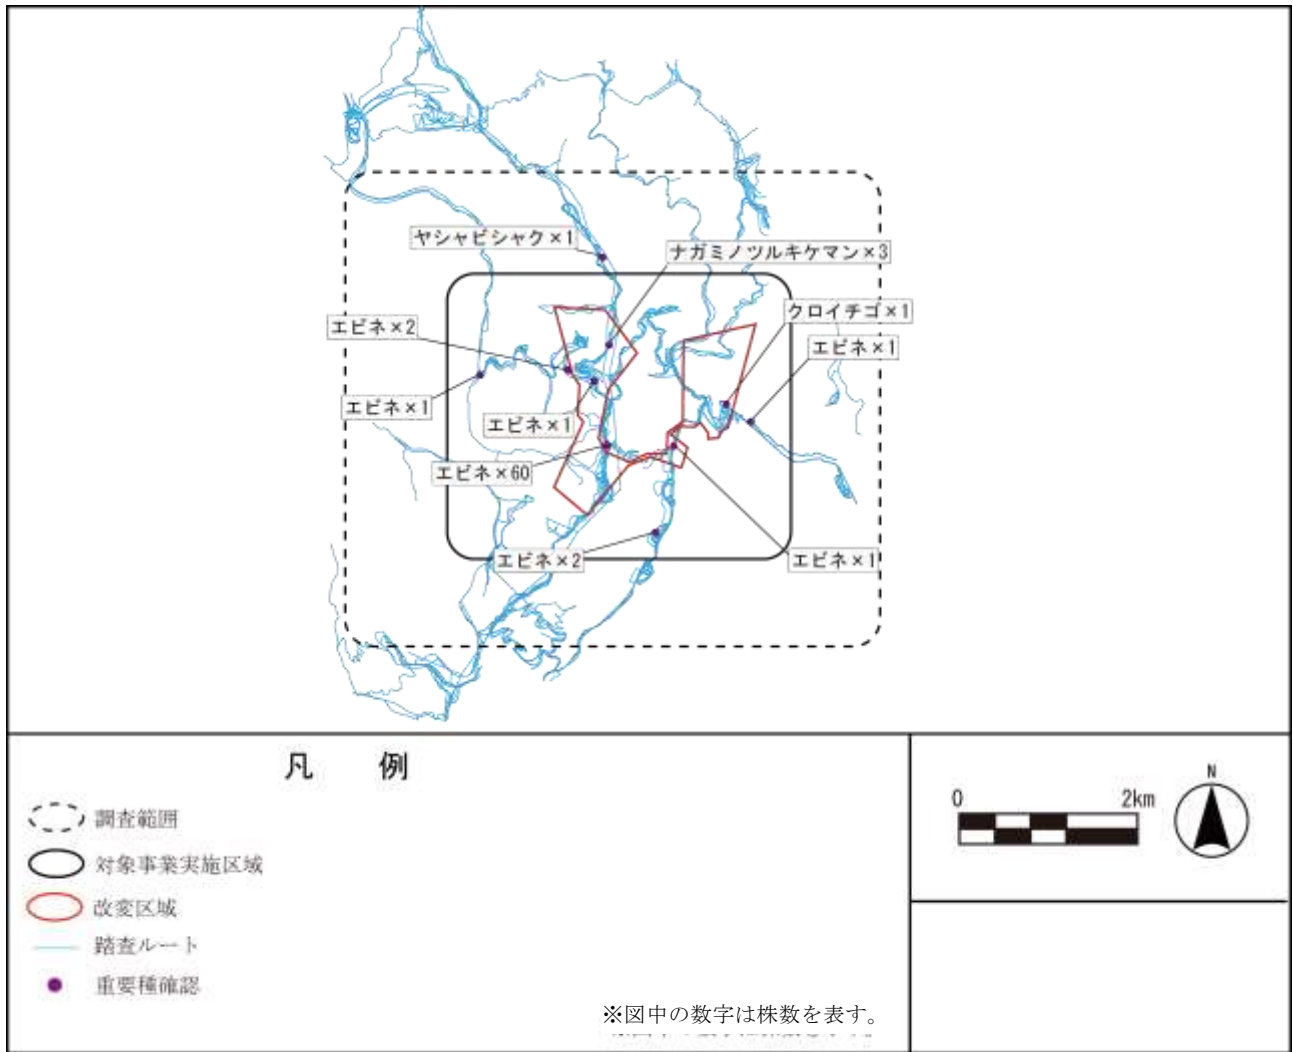 ヤシャビシャク×1
ナガミノツルキケマン×3
クロイチゴ×1
エビネ×2
エビネ×1
エビネ×1
エビネ×1
エビネ×60
エビネ×2
エビネ×1
凡 例
調査範囲
対象事業実施区域
改変区域
踏査ルート
重要種確認
※図中の数字は株数を表す。
0 2km
N